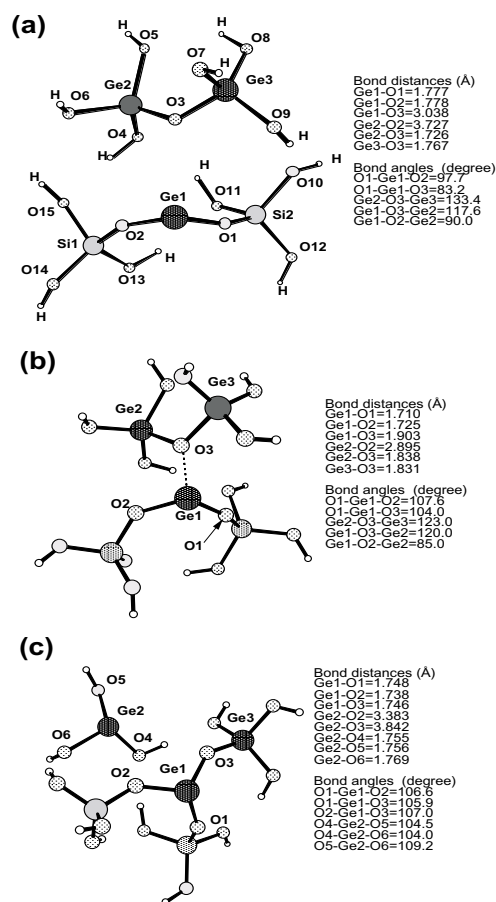 (a)
H
O5
H
O8
O7
Ge2
H
Ge3
H
O6
O3
O9
O4
H
H
Bond distances (Å)
Ge1-O1=1.777
Ge1-O2=1.778
Ge1-O3=3.038
Ge2-O2=3.727
Ge2-O3=1.726
Ge3-O3=1.767
Bond angles (degree)
O1-Ge1-O2=97.7
O1-Ge1-O3=83.2
Ge2-O3-Ge3=133.4
Ge1-O3-Ge2=117.6
Ge1-O2-Ge2=90.0
H
H
H
O11
O10
O15
Ge1
Si2
O2
O1
Si1
H
O12
O14
O13
H
H
(b)
Ge3
Ge2
O3
O2
Ge1
O1
Bond distances (Å)
Ge1-O1=1.710
Ge1-O2=1.725
Ge1-O3=1.903
Ge2-O2=2.895
Ge2-O3=1.838
Ge3-O3=1.831
Bond angles (degree)
O1-Ge1-O2=107.6
O1-Ge1-O3=104.0
Ge2-O3-Ge3=123.0
Ge1-O3-Ge2=120.0
Ge1-O2-Ge2=85.0
(c)
O5
Ge2
Ge3
O6
O4
O3
Ge1
O2
O1
Bond distances (Å)
Ge1-O1=1.748
Ge1-O2=1.738
Ge1-O3=1.746
Ge2-O2=3.383
Ge2-O3=3.842
Ge2-O4=1.755
Ge2-O5=1.756
Ge2-O6=1.769
Bond angles (degree)
O1-Ge1-O2=106.6
O1-Ge1-O3=105.9
O2-Ge1-O3=107.0
O4-Ge2-O5=104.5
O4-Ge2-O6=104.0
O5-Ge2-O6=109.2